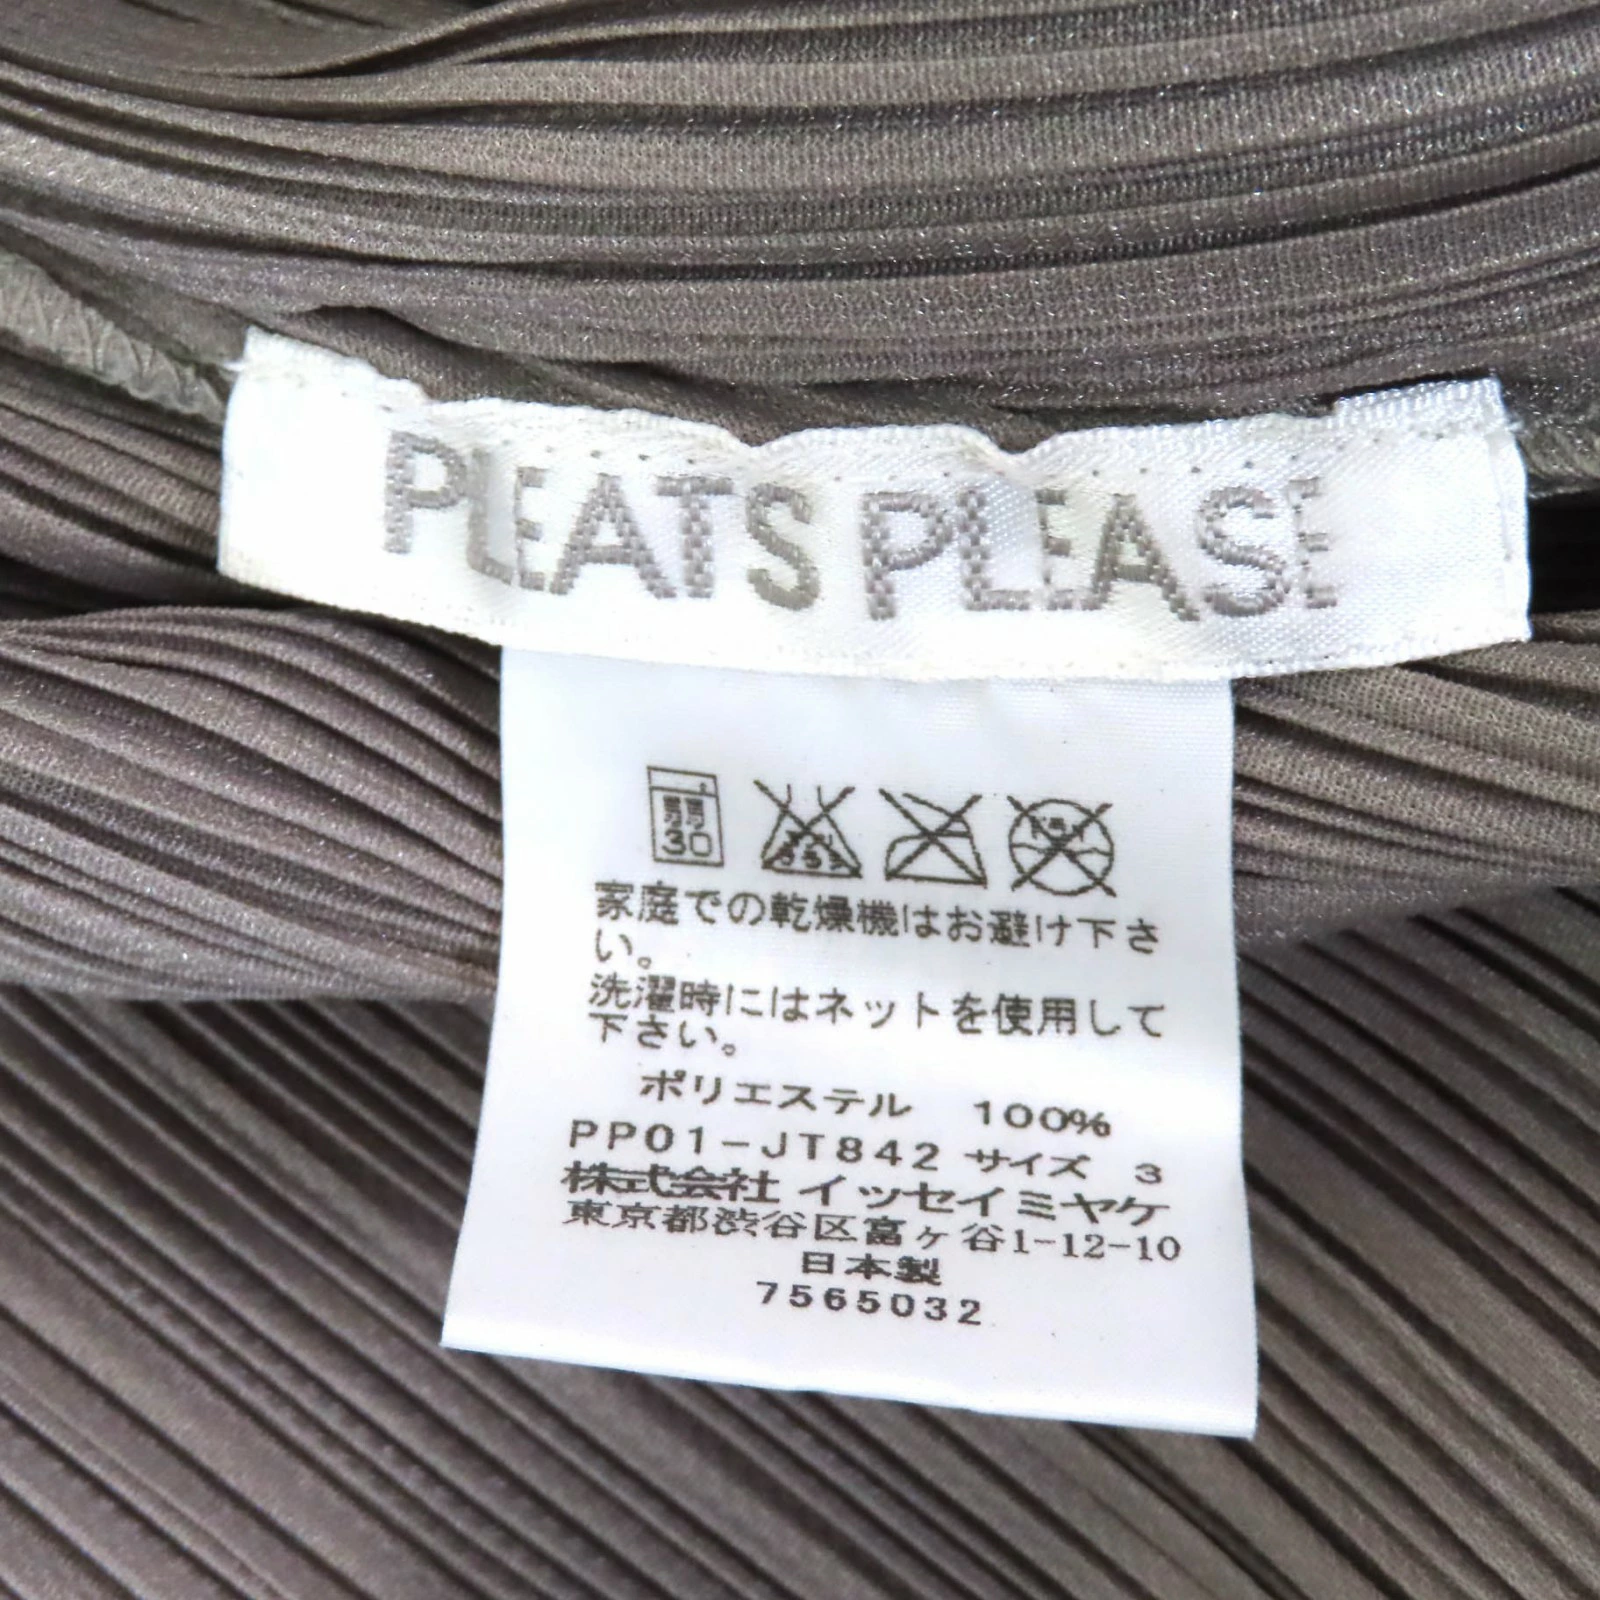 PLEATS PLEASE
弱
30
家庭での乾燥機はお避け下さ
い。
洗濯時にはネットを使用して
下さい。
ポリエステル 100%
PP01-JT842 サイズ 3
株式会社 イッセイミヤケ
東京都渋谷区富ヶ谷1-12-10
日本製
7565032